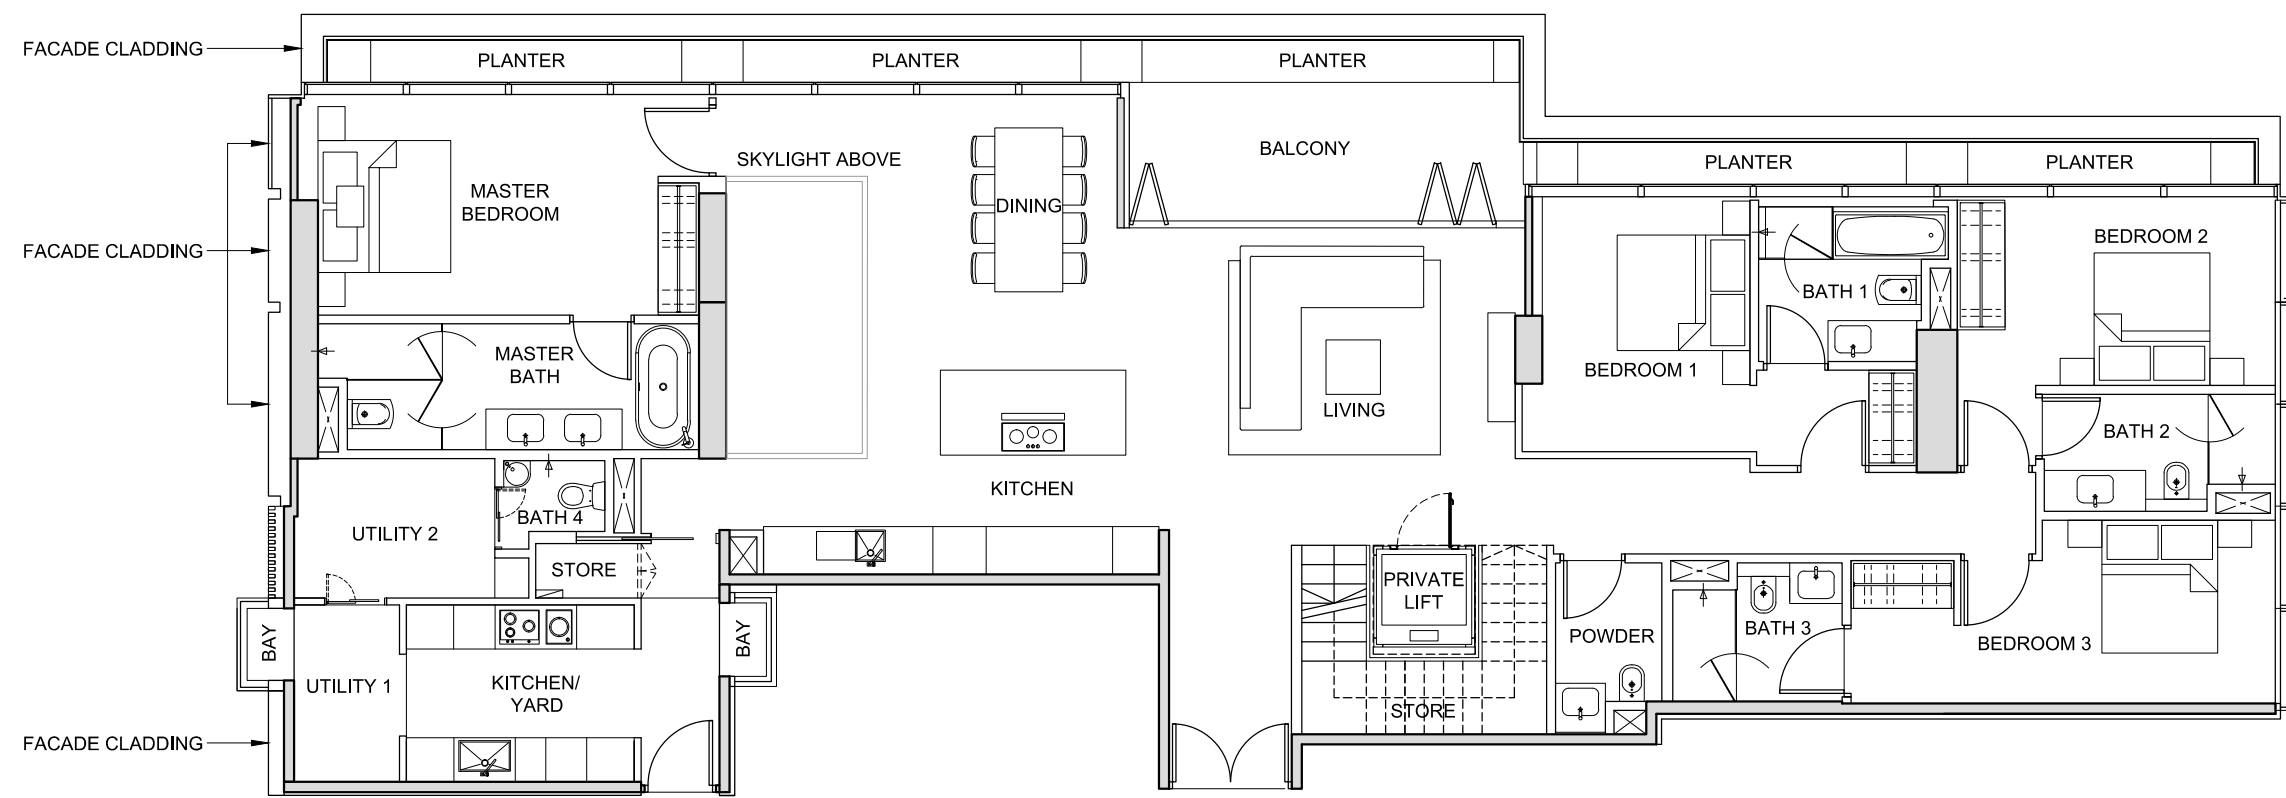 FACADE CLADDING
PLANTER
PLANTER
PLANTER
SKYLIGHT ABOVE
BALCONY
PLANTER
PLANTER
MASTER
BEDROOM
DINING
FACADE CLADDING
BEDROOM 2
BATH 1
MASTER
BATH
BEDROOM 1
LIVING
BATH 2
KITCHEN
BATH 4
UTILITY 2
STORE
PRIVATE
LIFT
BAY
BAY
POWDER
BATH 3
BEDROOM 3
UTILITY 1
KITCHEN/
YARD
STORE
FACADE CLADDING